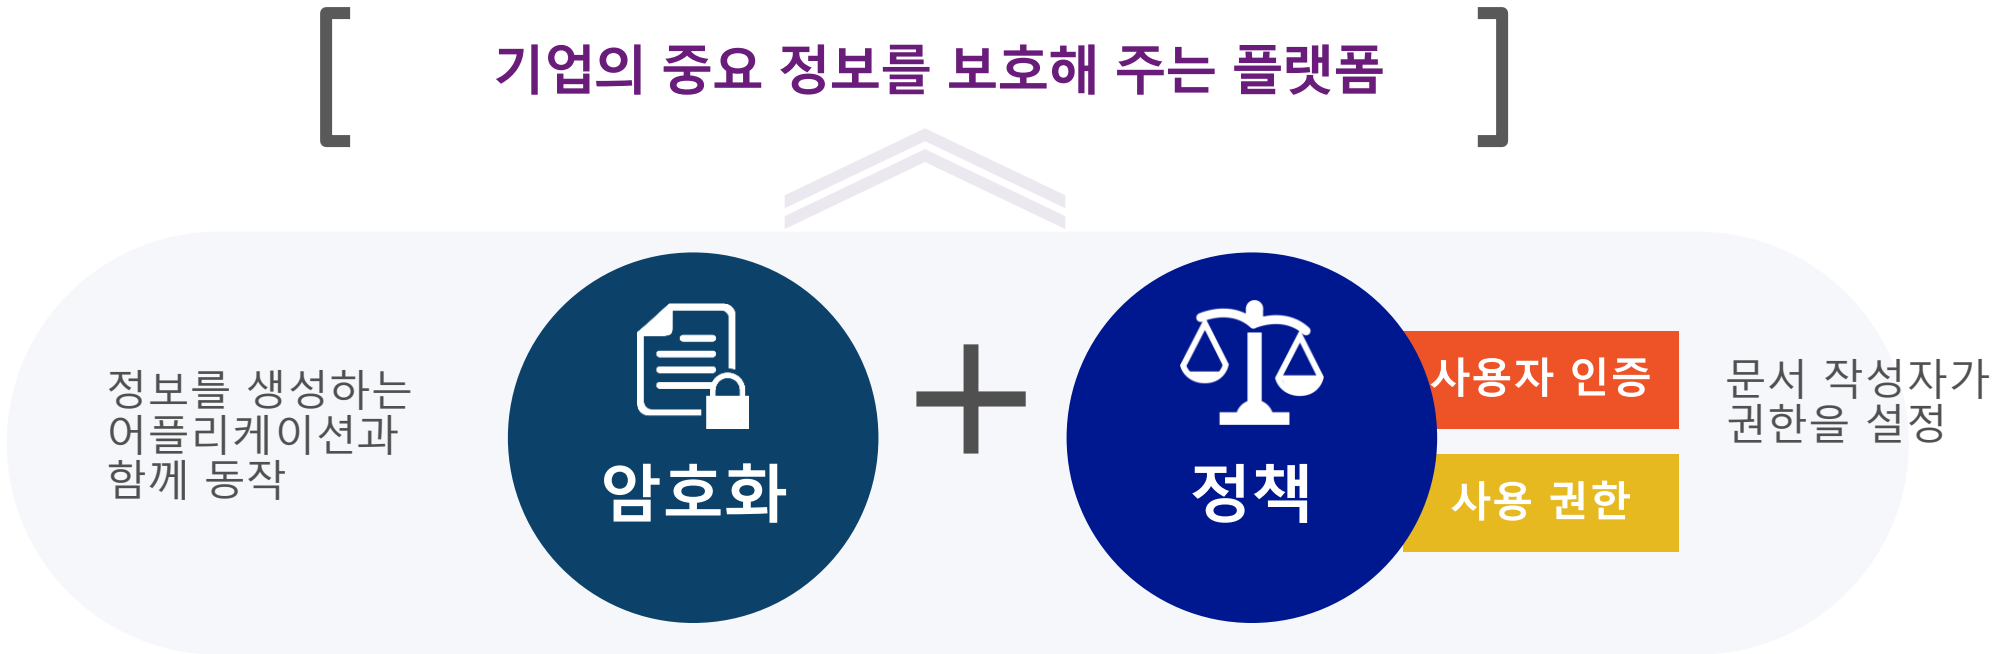 기업의 중요 정보를 보호해 주는 플랫폼
정보를 생성하는
어플리케이션과
함께 동작
암호화
정책
사용자 인증
사용 권한
문서 작성자가
권한을 설정